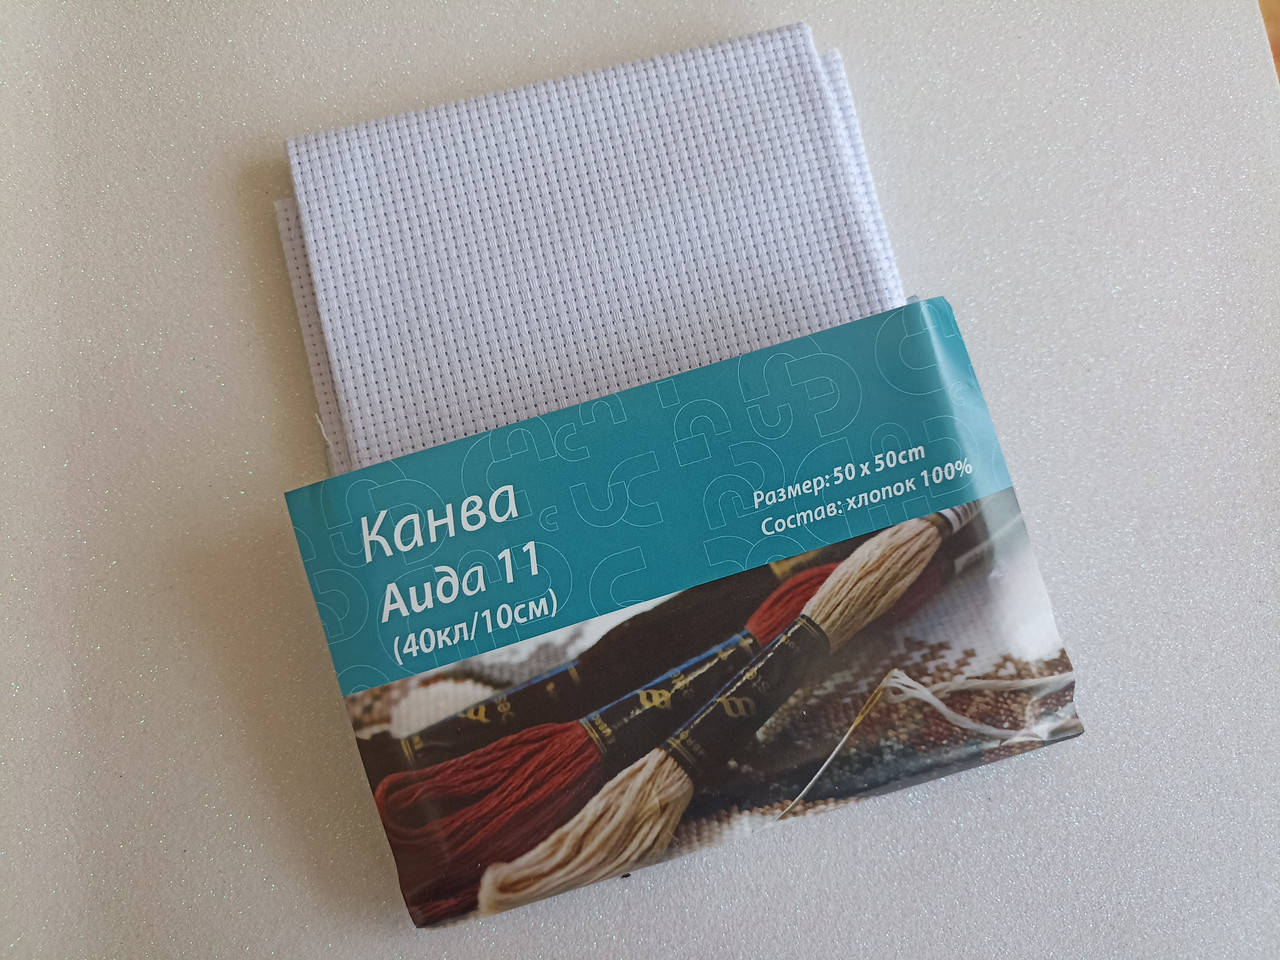 Канва
Аида 11
(40кл/10см)
Размер: 50 x 50cm
Состав: хлопок 100%